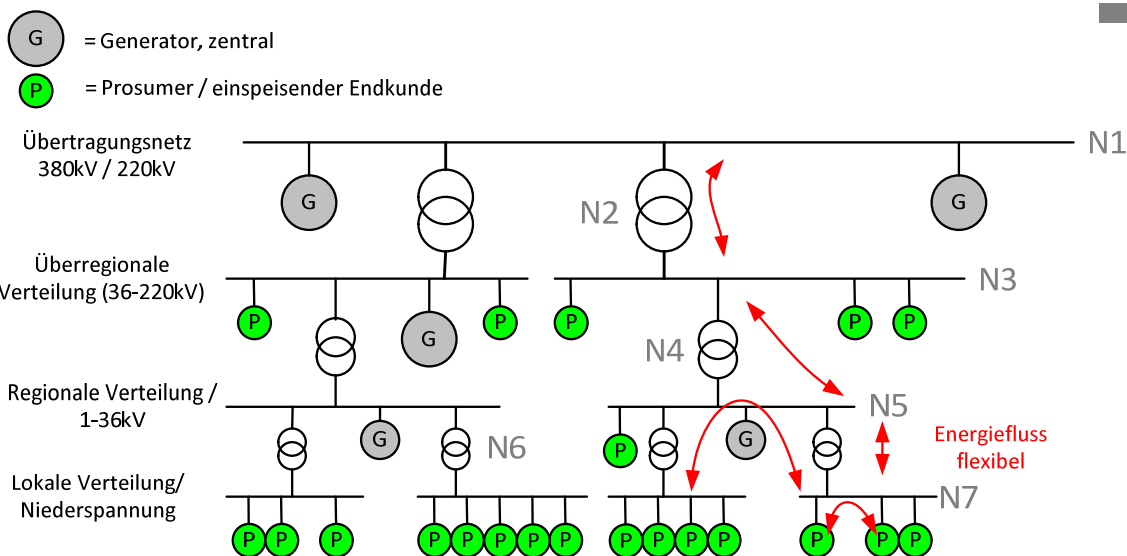 G = Generator, zentral
P = Prosumer / einspeisender Endkunde
Übertragungsnetz
380kV / 220kV
N1
G
G
N2
Überregionale
Verteilung (36-220kV)
N3
P
P
P
P
P
G
N4
Regionale Verteilung /
1-36kV
N5
G
N6
P
G
Energiefluss
flexibel
Lokale Verteilung/
Niederspannung
N7
P P P P P P P P P P P P P P P